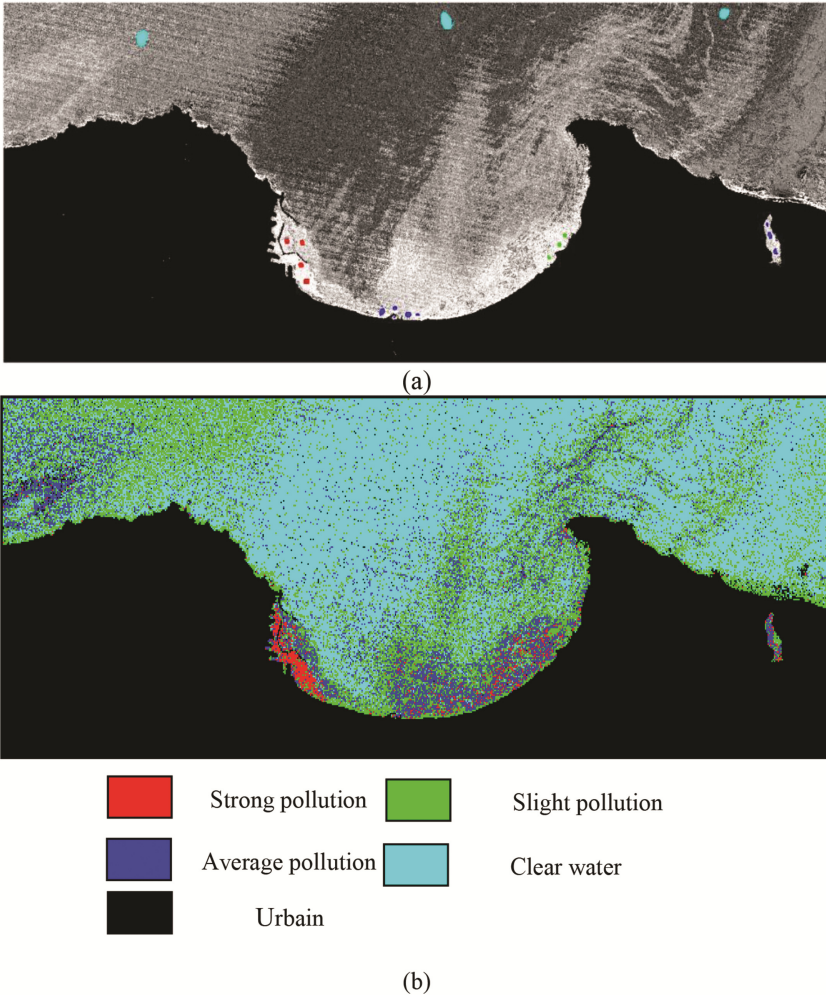 (a)
Strong pollution
Slight pollution
Average pollution
Clear water
Urbain
(b)